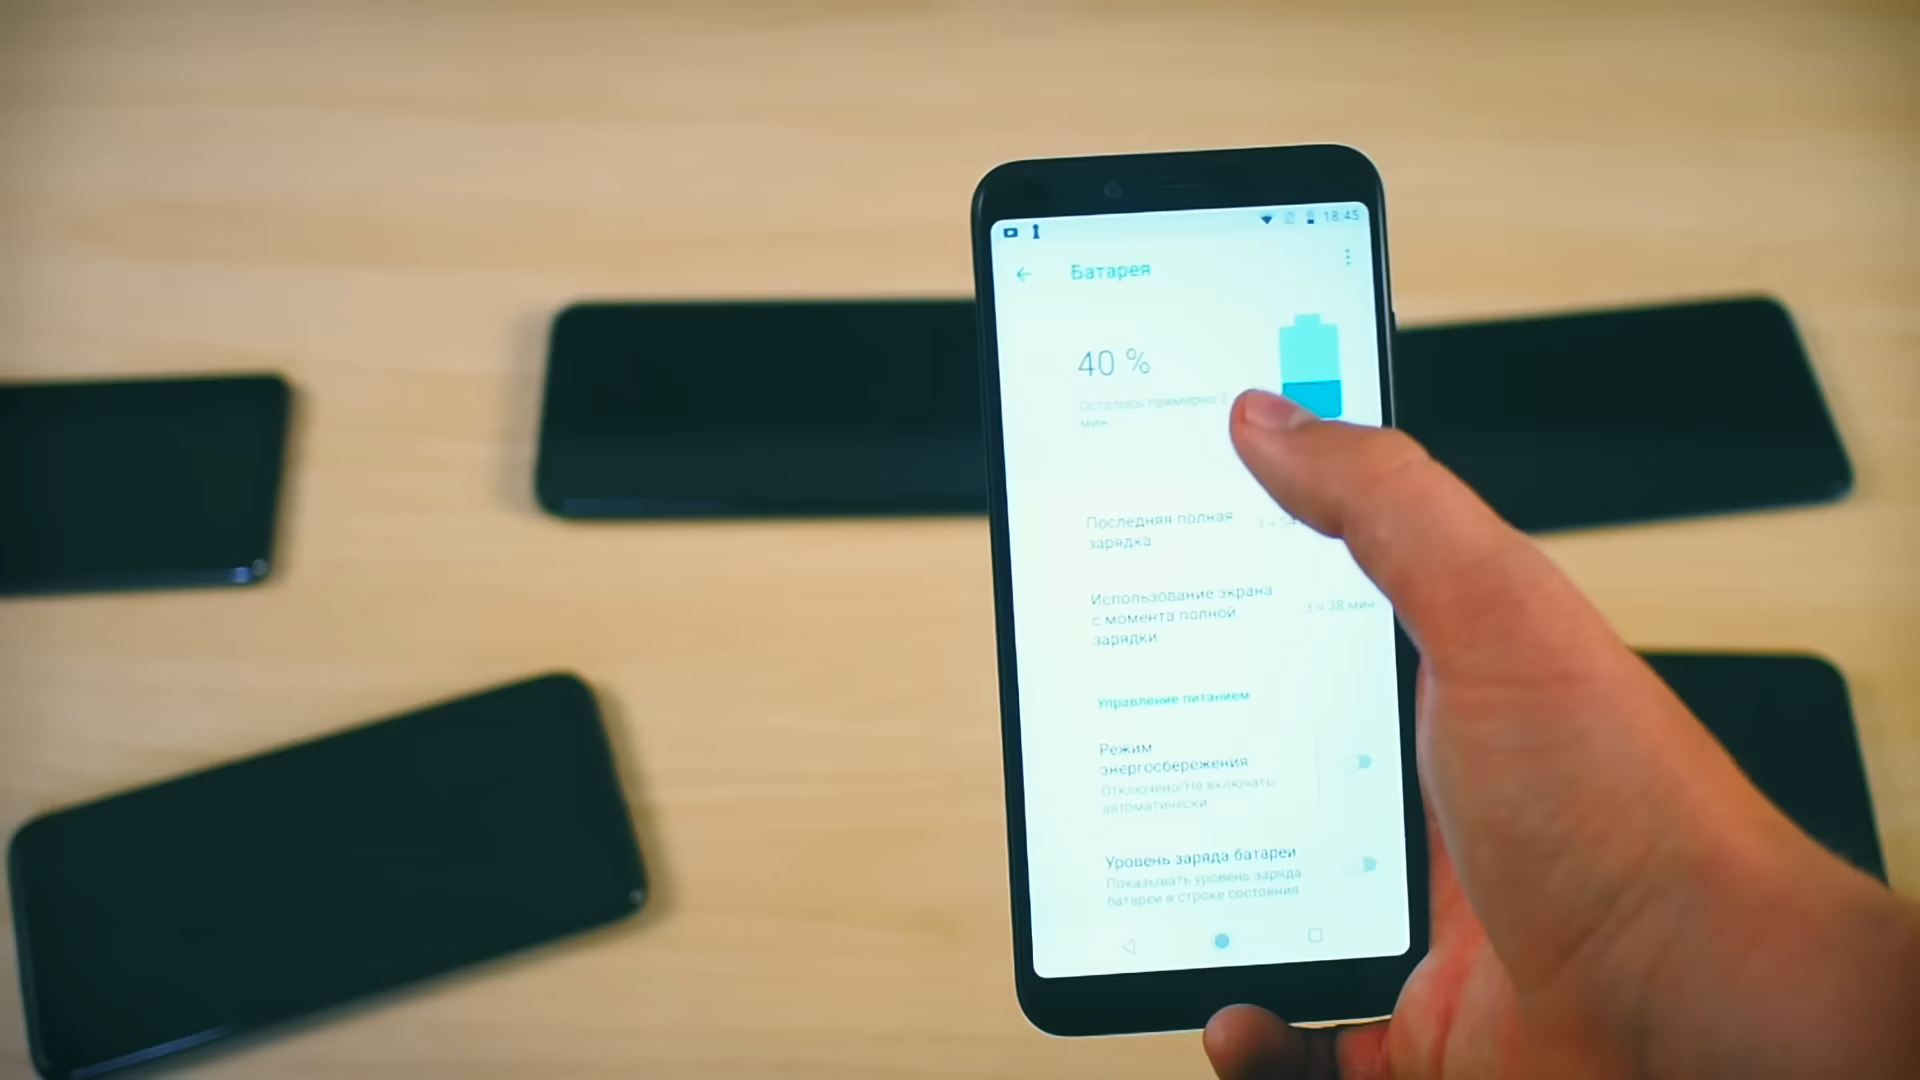 18:45
Батарея
40 %
Осталось примерно 2
мин.
Последняя полная
зарядка
3 ч
Использование экрана
с момента полной
зарядки
3 ч 38 мин
Управление питанием
Режим
энергосбережения
Отключено/Не включать
автоматически
Уровень заряда батареи
Показывать уровень заряда
батареи в строке состояния